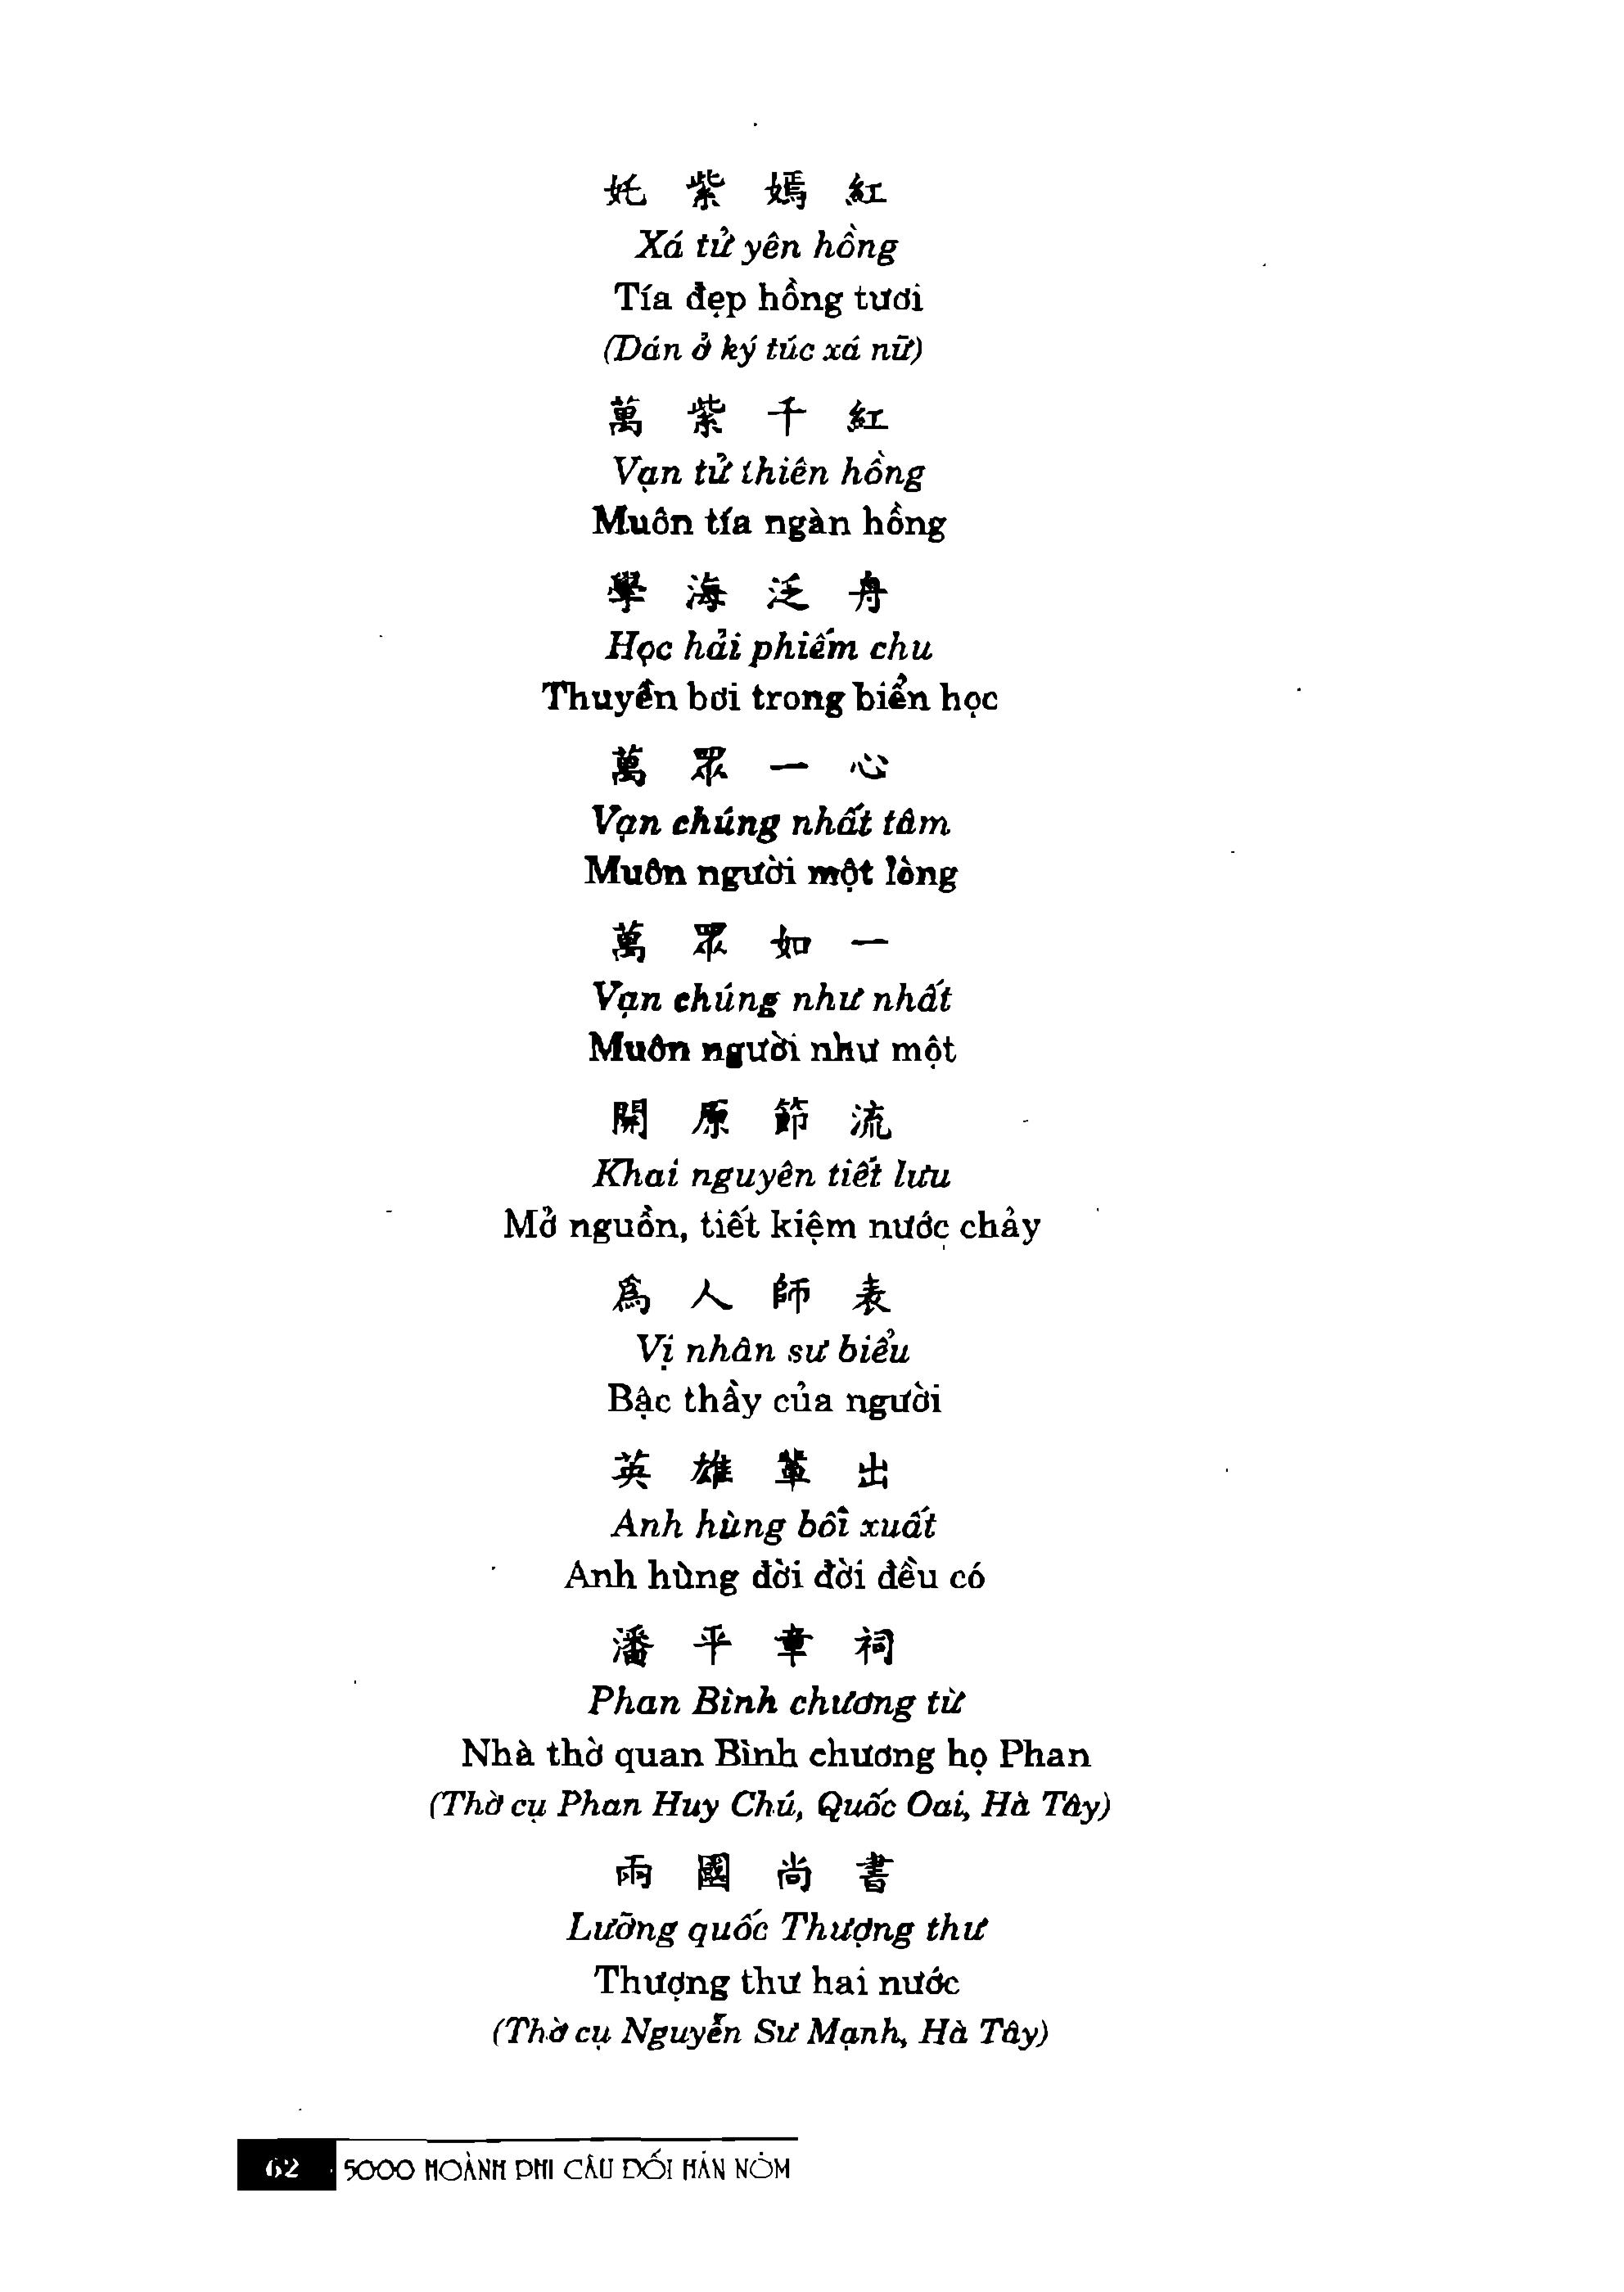 奼 紫 嫣 紅
Xá tử yên hồng
Tía đẹp hồng tươi
(Dán ở ký túc xá nữ)
萬 紫 千 紅
Vạn tử thiên hồng
Muôn tía ngàn hồng
學 海 泛 舟
Học hải phiếm chu
Thuyền bơi trong biển học
萬 眾 一 心
Vạn chúng nhất tâm
Muôn người một lòng
萬 眾 如 一
Vạn chúng như nhất
Muôn người như một
開 原 節 流
Khai nguyên tiết lưu
Mở nguồn, tiết kiệm nước chảy
為 人 師 表
Vị nhân sư biểu
Bậc thầy của người
英 雄 輩 出
Anh hùng bối xuất
Anh hùng đời đời đều có
潘 平 章 祠
Phan Bình chương từ
Nhà thờ quan Bình chương họ Phan
(Thờ cụ Phan Huy Chú, Quốc Oai, Hà Tây)
兩 國 尚 書
Lưỡng quốc Thượng thư
Thượng thư hai nước
(Thờ cụ Nguyễn Sư Mạnh, Hà Tây)
62 5000 HOÀNH PHI CÂU ĐỐI HÁN NÔM